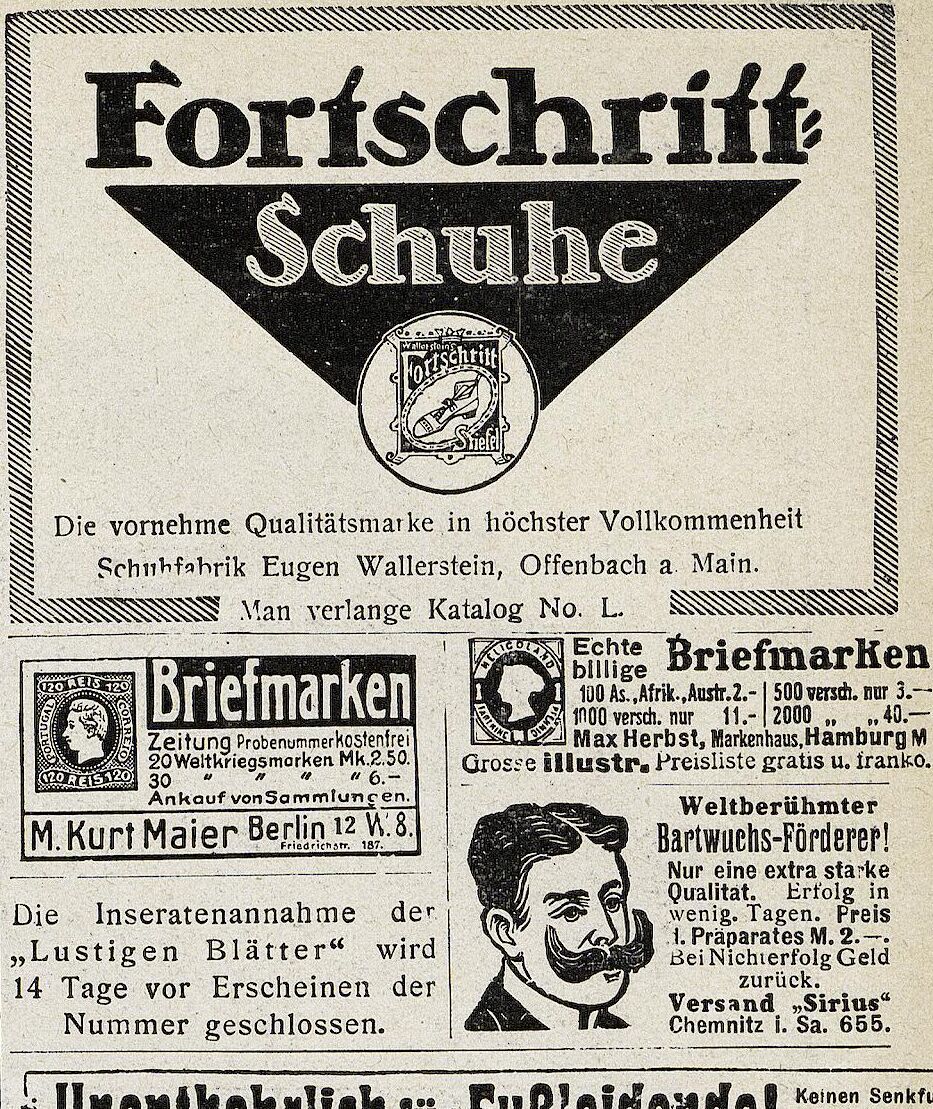 Fortschritt-
Schuhe
Wallerstein's
Fortschritt
Stiefel
Die vornehme Qualitätsmarke in höchster Vollkommenheit
Schuhfabrik Eugen Wallerstein, Offenbach a. Main.
Man verlange Katalog No. L.
120 REIS 120
PORTUGAL
CORREIO
120 REIS 120
Briefmarken
Zeitung Probenummer kostenfrei
20 Weltkriegsmarken Mk. 2.50.
30 " " " " 6.—
Ankauf von Sammlungen.
M. Kurt Maier Berlin 12 W. 8.
Friedrichstr. 187.
HELIGOLAND
1 1
Echte
billige Briefmarken
100 As., Afrik., Austr. 2.- | 500 versch. nur 3.—
1000 versch. nur 11.- | 2000 „ „ 40.—
Max Herbst, Markenhaus, Hamburg M
Grosse illustr. Preisliste gratis u. franko.
Die Inseratenannahme der
„Lustigen Blätter“ wird
14 Tage vor Erscheinen der
Nummer geschlossen.
Weltberühmter
Bartwuchs-Förderer!
Nur eine extra starke
Qualität. Erfolg in
wenig. Tagen. Preis
1. Präparates M. 2.—.
Bei Nichterfolg Geld
zurück.
Versand „Sirius“
Chemnitz i. Sa. 655.
Keinen Senkfu